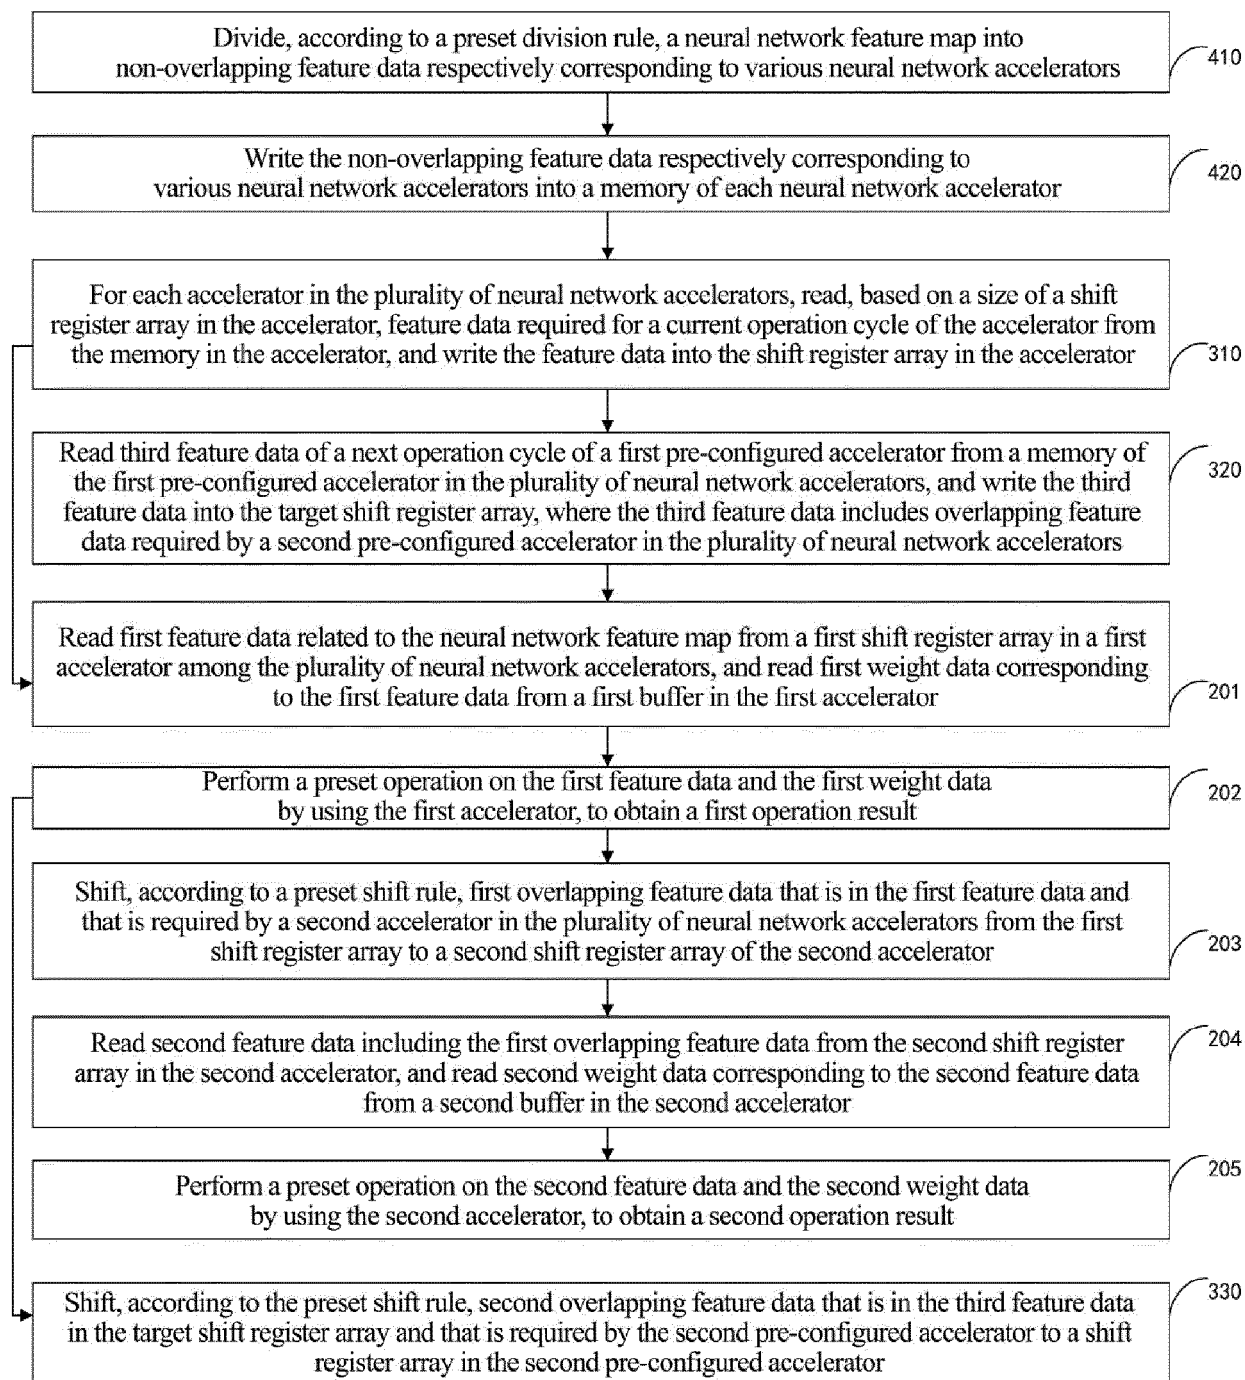 Divide, according to a preset division rule, a neural network feature map into
non-overlapping feature data respectively corresponding to various neural network accelerators
410
Write the non-overlapping feature data respectively corresponding to
various neural network accelerators into a memory of each neural network accelerator
420
For each accelerator in the plurality of neural network accelerators, read, based on a size of a shift
register array in the accelerator, feature data required for a current operation cycle of the accelerator from
the memory in the accelerator, and write the feature data into the shift register array in the accelerator
310
Read third feature data of a next operation cycle of a first pre-configured accelerator from a memory of
the first pre-configured accelerator in the plurality of neural network accelerators, and write the third
feature data into the target shift register array, where the third feature data includes overlapping feature
data required by a second pre-configured accelerator in the plurality of neural network accelerators
320
Read first feature data related to the neural network feature map from a first shift register array in a first
accelerator among the plurality of neural network accelerators, and read first weight data corresponding
to the first feature data from a first buffer in the first accelerator
201
Perform a preset operation on the first feature data and the first weight data
by using the first accelerator, to obtain a first operation result
202
Shift, according to a preset shift rule, first overlapping feature data that is in the first feature data and
that is required by a second accelerator in the plurality of neural network accelerators from the first
shift register array to a second shift register array of the second accelerator
203
Read second feature data including the first overlapping feature data from the second shift register
array in the second accelerator, and read second weight data corresponding to the second feature data
from a second buffer in the second accelerator
204
Perform a preset operation on the second feature data and the second weight data
by using the second accelerator, to obtain a second operation result
205
Shift, according to the preset shift rule, second overlapping feature data that is in the third feature data
in the target shift register array and that is required by the second pre-configured accelerator to a shift
register array in the second pre-configured accelerator
330